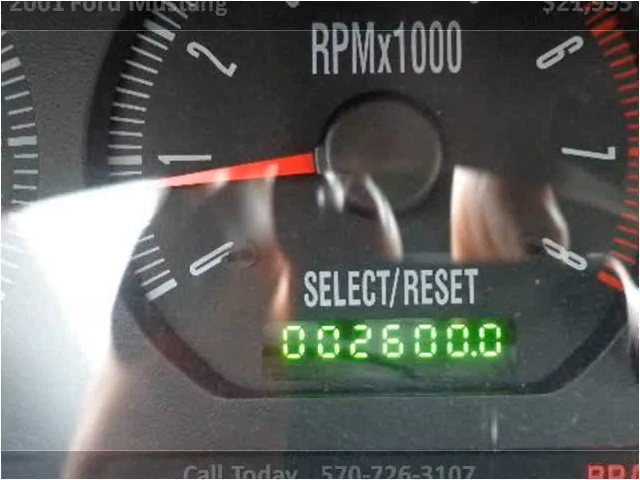 2001 Ford Mustang $21,995
RPMx1000
2 6
1 7
0 8
SELECT/RESET
002600.0
Call Today 570-726-3107